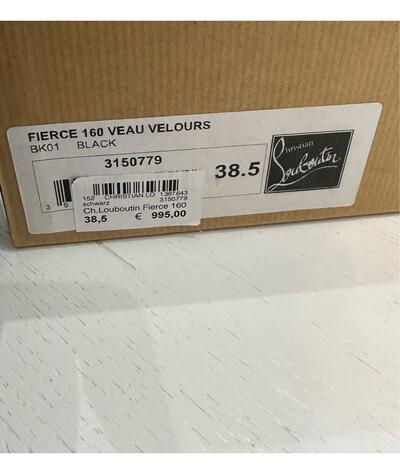 FIERCE 160 VEAU VELOURS
BK01 BLACK
3150779
38.5
Christian
Louboutin
152 CHRISTIAN LO 1387643
schwarz 3150779
Ch.Louboutin Fierce 160
38,5 € 995,00